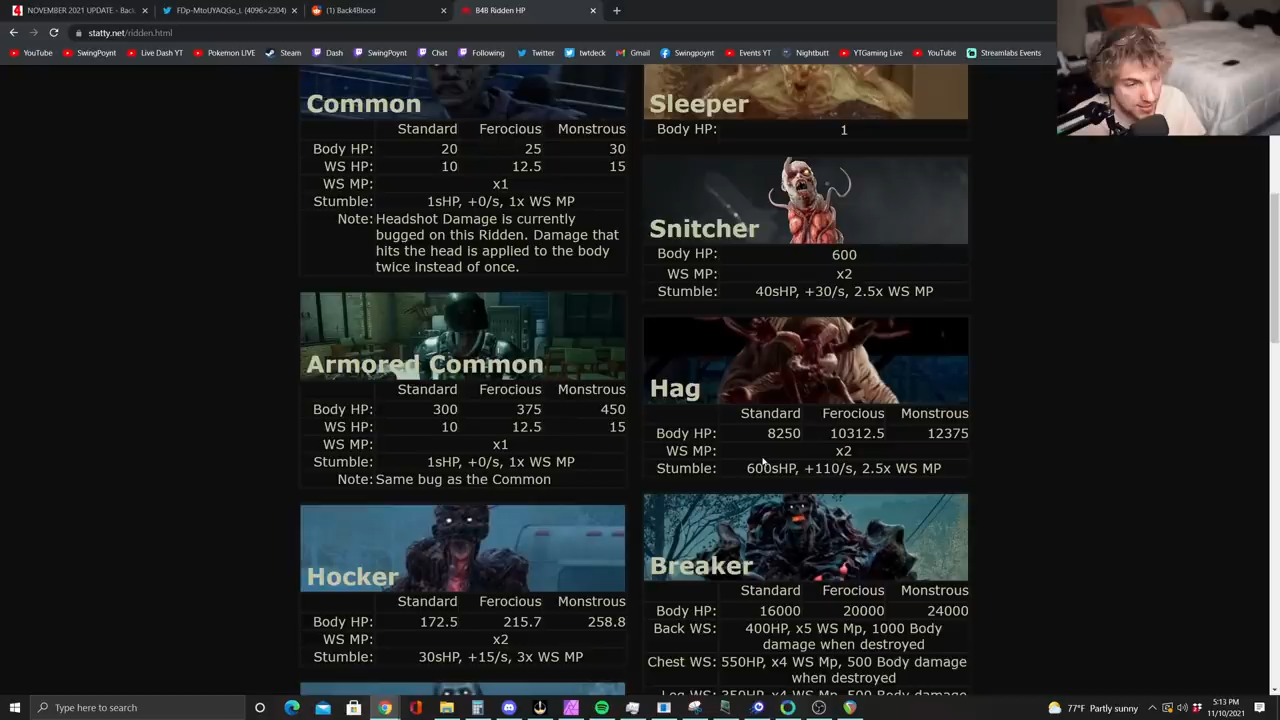 NOVEMBER 2021 UPDATE - Back
FDp-MtoUYAQGo_L (4096×2304)
(1) Back4Blood
B4B Ridden HP
statty.net/ridden.html
YouTube SwingPoynt Live Dash YT Pokemon LIVE Steam Dash SwingPoynt Chat Following Twitter twtdeck Gmail Swingpoynt Events YT Nightbutt YTGaming Live YouTube Streamlabs Events
Common
Standard Ferocious Monstrous
Body HP: 20 25 30
WS HP: 10 12.5 15
WS MP: x1
Stumble: 1sHP, +0/s, 1x WS MP
Note: Headshot Damage is currently
bugged on this Ridden. Damage that
hits the head is applied to the body
twice instead of once.
Armored Common
Standard Ferocious Monstrous
Body HP: 300 375 450
WS HP: 10 12.5 15
WS MP: x1
Stumble: 1sHP, +0/s, 1x WS MP
Note: Same bug as the Common
Hocker
Standard Ferocious Monstrous
Body HP: 172.5 215.7 258.8
WS MP: x2
Stumble: 30sHP, +15/s, 3x WS MP
Sleeper
Body HP: 1
Snitcher
Body HP: 600
WS MP: x2
Stumble: 40sHP, +30/s, 2.5x WS MP
Hag
Standard Ferocious Monstrous
Body HP: 8250 10312.5 12375
WS MP: x2
Stumble: 600sHP, +110/s, 2.5x WS MP
Breaker
Standard Ferocious Monstrous
Body HP: 16000 20000 24000
Back WS: 400HP, x5 WS Mp, 1000 Body
damage when destroyed
Chest WS: 550HP, x4 WS Mp, 500 Body damage
when destroyed
Leg WS: 350HP, x4 WS Mp, 500 Body damage
Type here to search
77°F Partly sunny
5:13 PM
11/10/2021